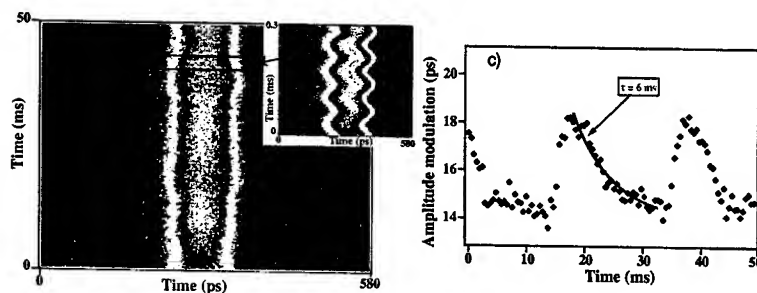 50
Time (ms)
0
0
Time (ps)
580
0.3
Time (ms)
0
Time (ps)
580
c)
τ = 6 ms
Amplitude modulation (ps)
20
18
16
14
0
10
20
30
40
50
Time (ms)